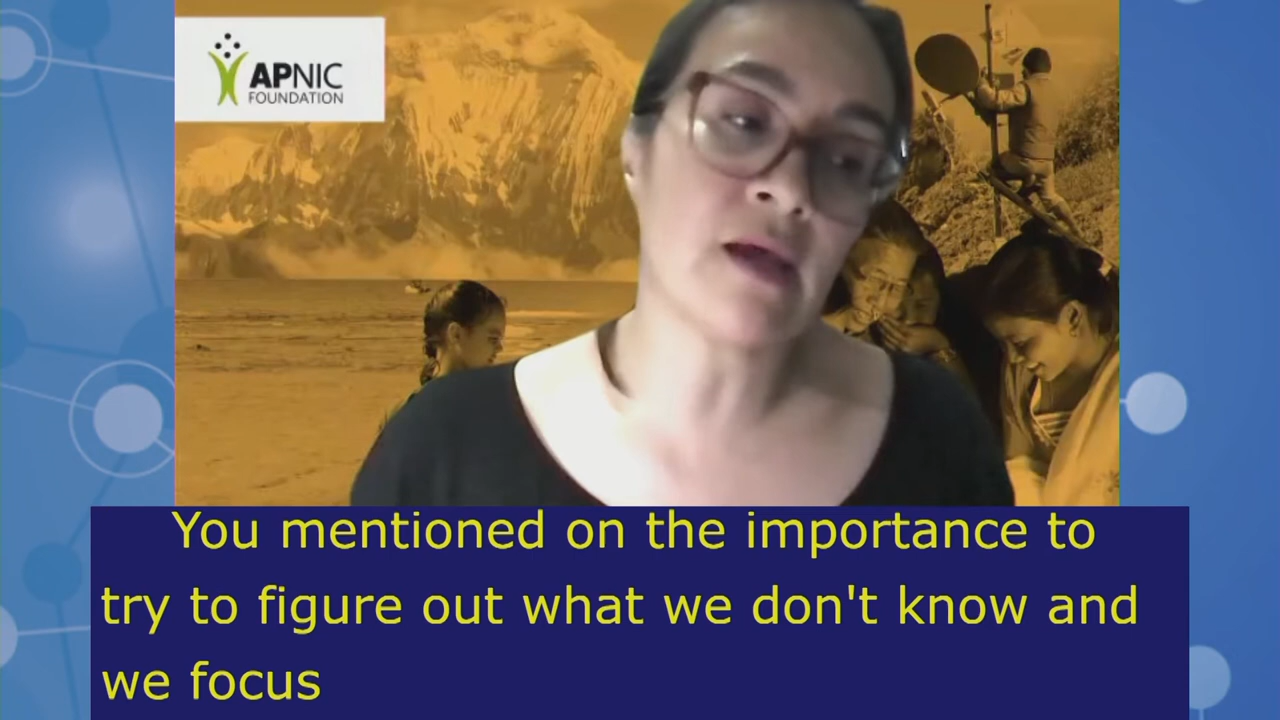 APNIC
FOUNDATION
You mentioned on the importance to
try to figure out what we don't know and
we focus